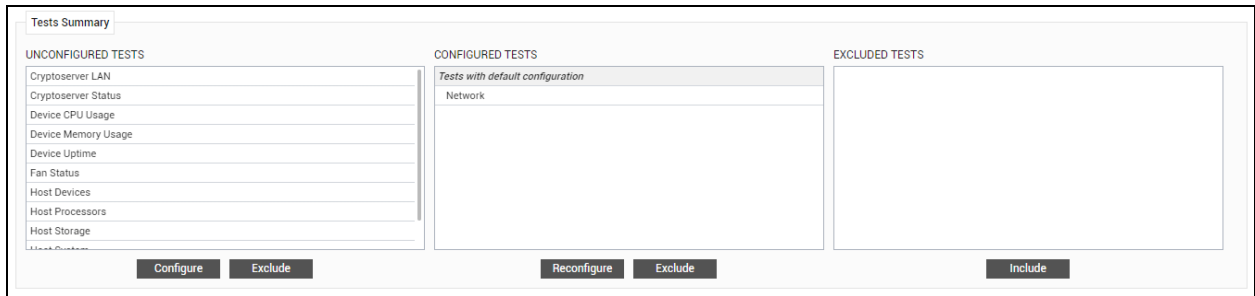 Tests Summary
UNCONFIGURED TESTS
Cryptoserver LAN
Cryptoserver Status
Device CPU Usage
Device Memory Usage
Device Uptime
Fan Status
Host Devices
Host Processors
Host Storage
Configure Exclude
CONFIGURED TESTS
Tests with default configuration
Network
Reconfigure Exclude
EXCLUDED TESTS
Include